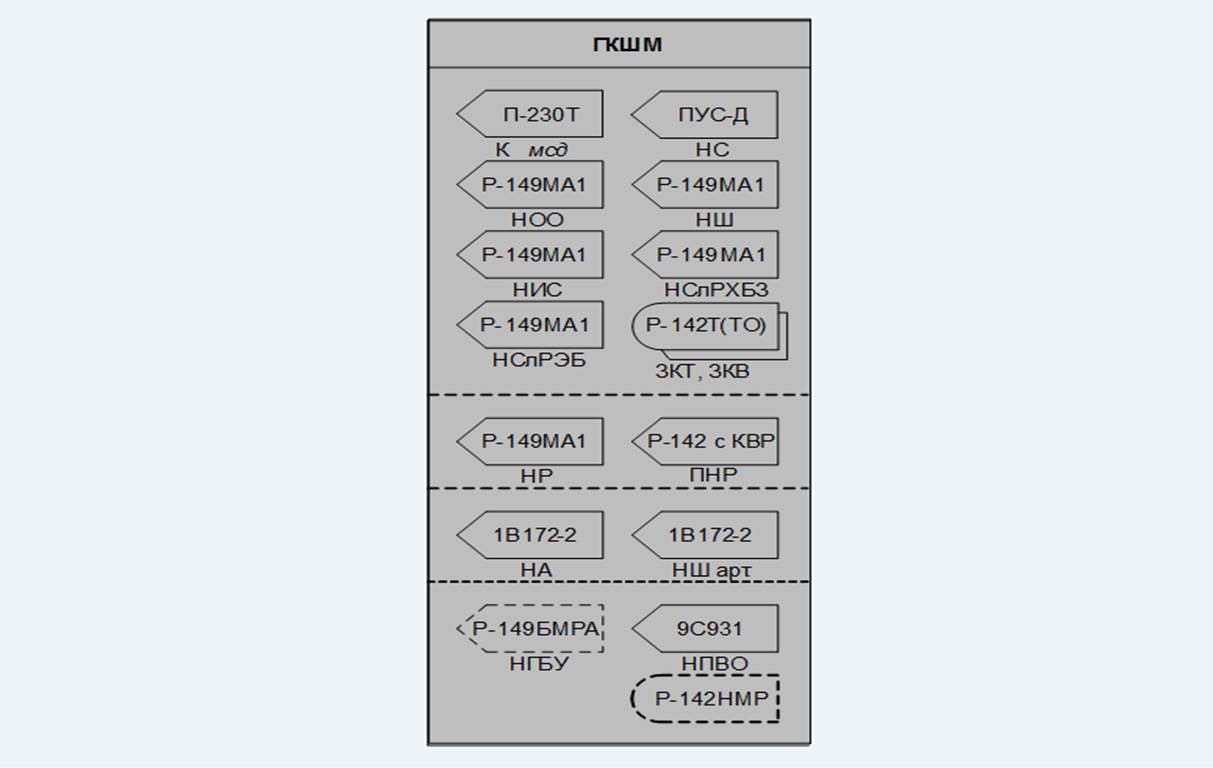 ГКШМ
П-230Т ПУС-Д
К мсд НС
Р-149МА1 Р-149МА1
НОО НШ
Р-149МА1 Р-149МА1
НИС НСлРХБЗ
Р-149МА1 Р-142Т(ТО)
НСлРЭБ ЗКТ, ЗКВ
Р-149МА1 Р-142 с КВР
НР ПНР
1В172-2 1В172-2
НА НШ арт
Р-149БМРА 9С931
НГБУ НПВО
Р-142НМР